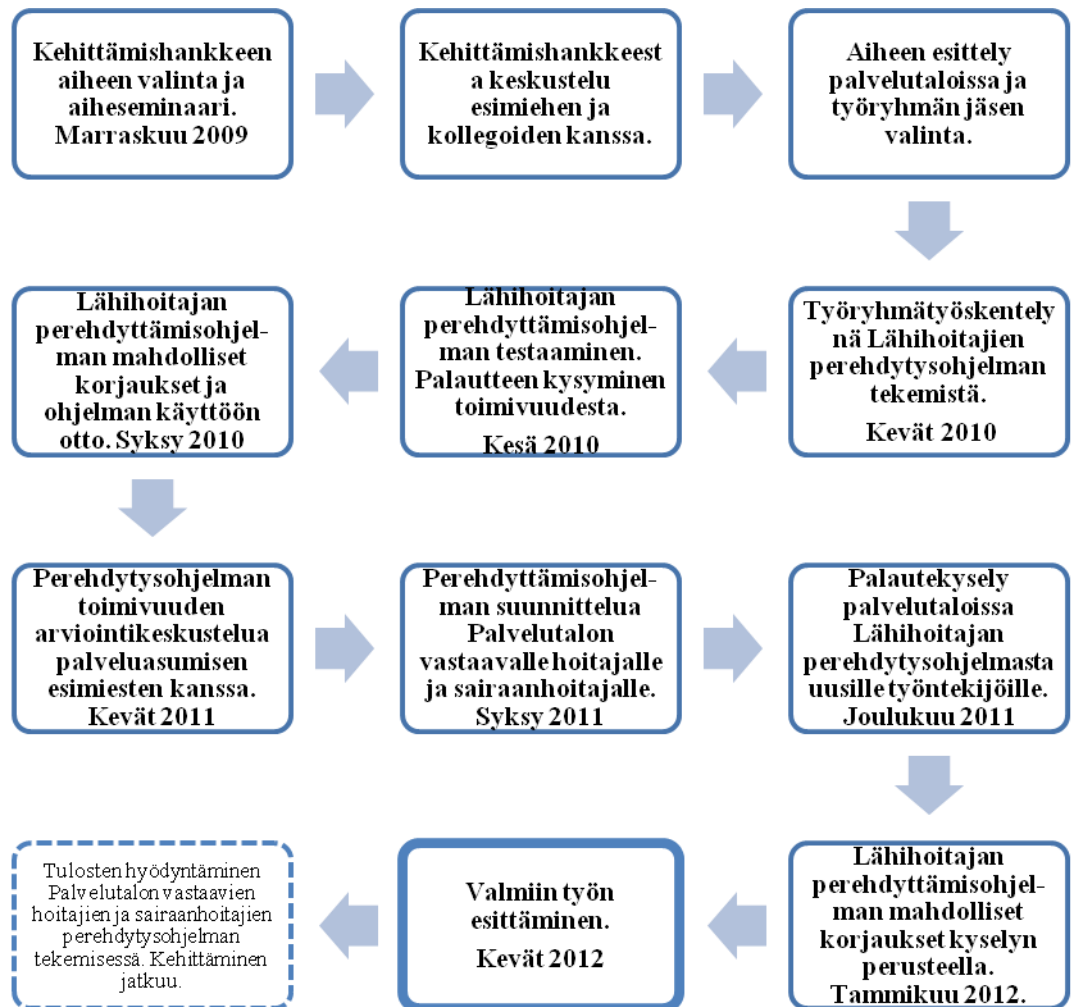 Kehittämishankkeen
aiheen valinta ja
aiheseminaari.
Marraskuu 2009
Kehittämishankkeest
a keskustelu
esimiehen ja
kollegoiden kanssa.
Aiheen esittely
palvelutaloissa ja
työryhmän jäsen
valinta.
Työryhmätyöskentely
nä Lähihoitajien
perehdytysohjelman
tekemistä.
Kevät 2010
Lähihoitajan
perehdyttämisohjel-
man testaaminen.
Palautteen kysyminen
toimivuudesta.
Kesä 2010
Lähihoitajan
perehdyttämisohjel-
man mahdolliset
korjaukset ja
ohjelman käyttöön
otto. Syksy 2010
Perehdytysohjelman
toimivuuden
arviointikeskustelua
palveluasumisen
esimiesten kanssa.
Kevät 2011
Perehdyttämisohjel-
man suunnittelua
Palvelutalon
vastaavalle hoitajalle
ja sairaanhoitajalle.
Syksy 2011
Palautekysely
palvelutaloissa
Lähihoitajan
perehdytysohjelmasta
uusille työntekijöille.
Joulukuu 2011
Lähihoitajan
perehdyttämisohjel-
man mahdolliset
korjaukset kyselyn
perusteella.
Tammikuu 2012.
Valmiin työn
esittäminen.
Kevät 2012
Tulosten hyödyntäminen
Palvelutalon vastaavien
hoitajien ja sairaanhoitajien
perehdytysohjelman
tekemisessä. Kehittäminen
jatkuu.